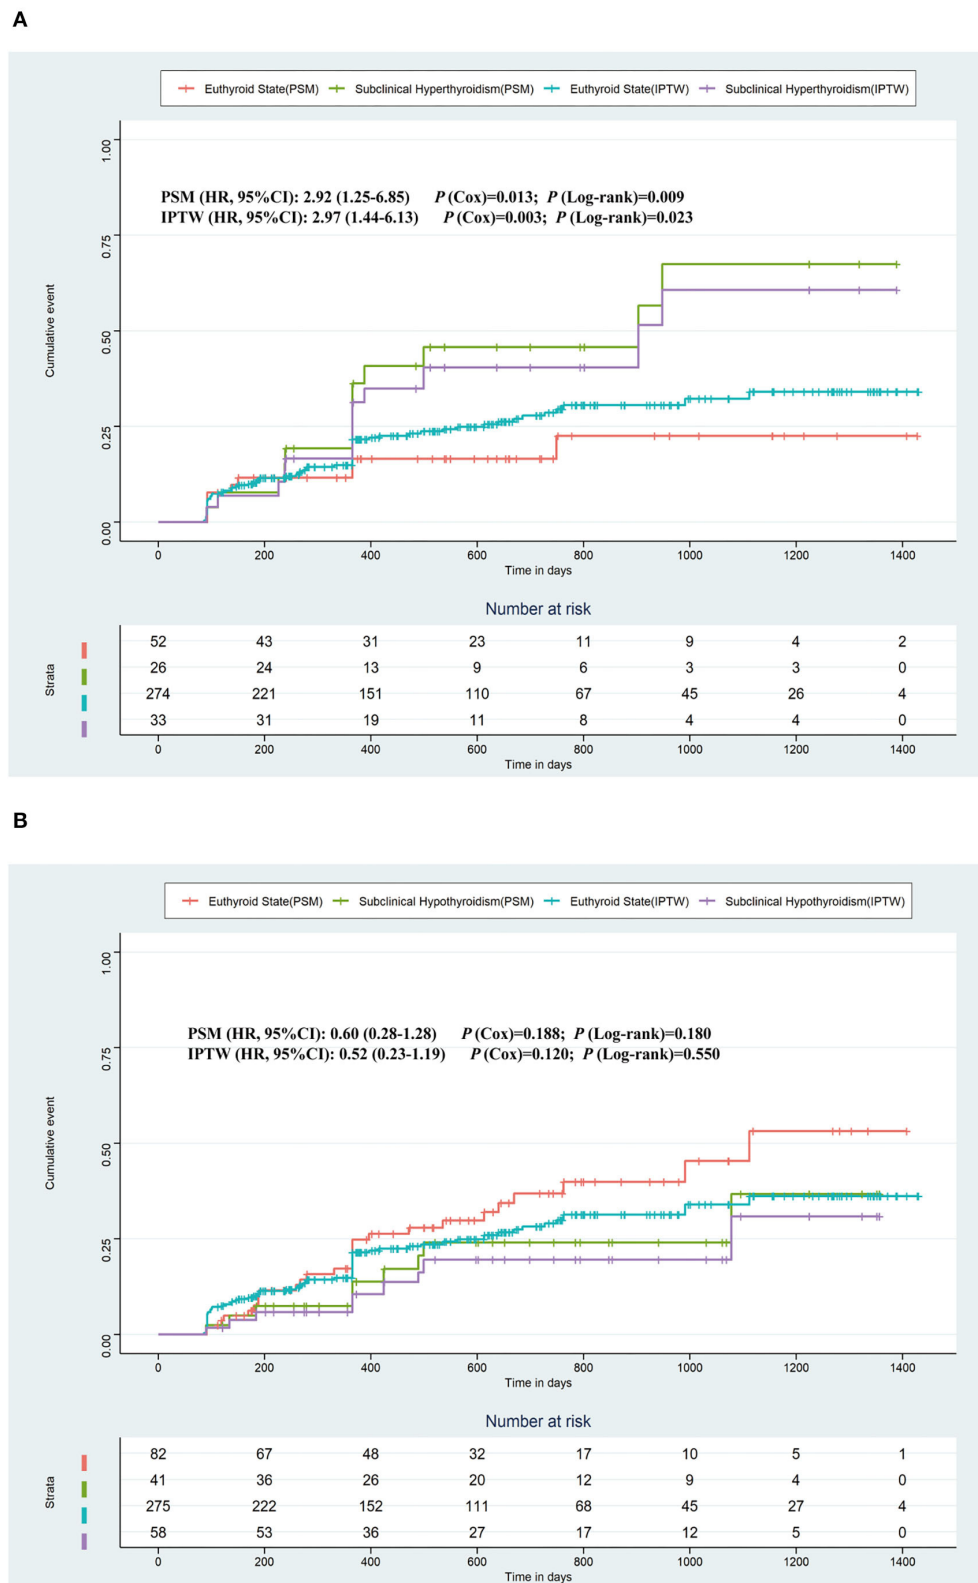 A
Euthyroid State(PSM) Subclinical Hyperthyroidism(PSM) Euthyroid State(IPTW) Subclinical Hyperthyroidism(IPTW)
PSM (HR, 95%CI): 2.92 (1.25-6.85) P (Cox)=0.013; P (Log-rank)=0.009
IPTW (HR, 95%CI): 2.97 (1.44-6.13) P (Cox)=0.003; P (Log-rank)=0.023
Cumulative event
1.00
0.75
0.50
0.25
0.00
0 200 400 600 800 1000 1200 1400
Time in days
Number at risk
Strata
52 43 31 23 11 9 4 2
26 24 13 9 6 3 3 0
274 221 151 110 67 45 26 4
33 31 19 11 8 4 4 0
0 200 400 600 800 1000 1200 1400
Time in days
B
Euthyroid State(PSM) Subclinical Hypothyroidism(PSM) Euthyroid State(IPTW) Subclinical Hypothyroidism(IPTW)
PSM (HR, 95%CI): 0.60 (0.28-1.28) P (Cox)=0.188; P (Log-rank)=0.180
IPTW (HR, 95%CI): 0.52 (0.23-1.19) P (Cox)=0.120; P (Log-rank)=0.550
Cumulative event
1.00
0.75
0.50
0.25
0.00
0 200 400 600 800 1000 1200 1400
Time in days
Number at risk
Strata
82 67 48 32 17 10 5 1
41 36 26 20 12 9 4 0
275 222 152 111 68 45 27 4
58 53 36 27 17 12 5 0
0 200 400 600 800 1000 1200 1400
Time in days